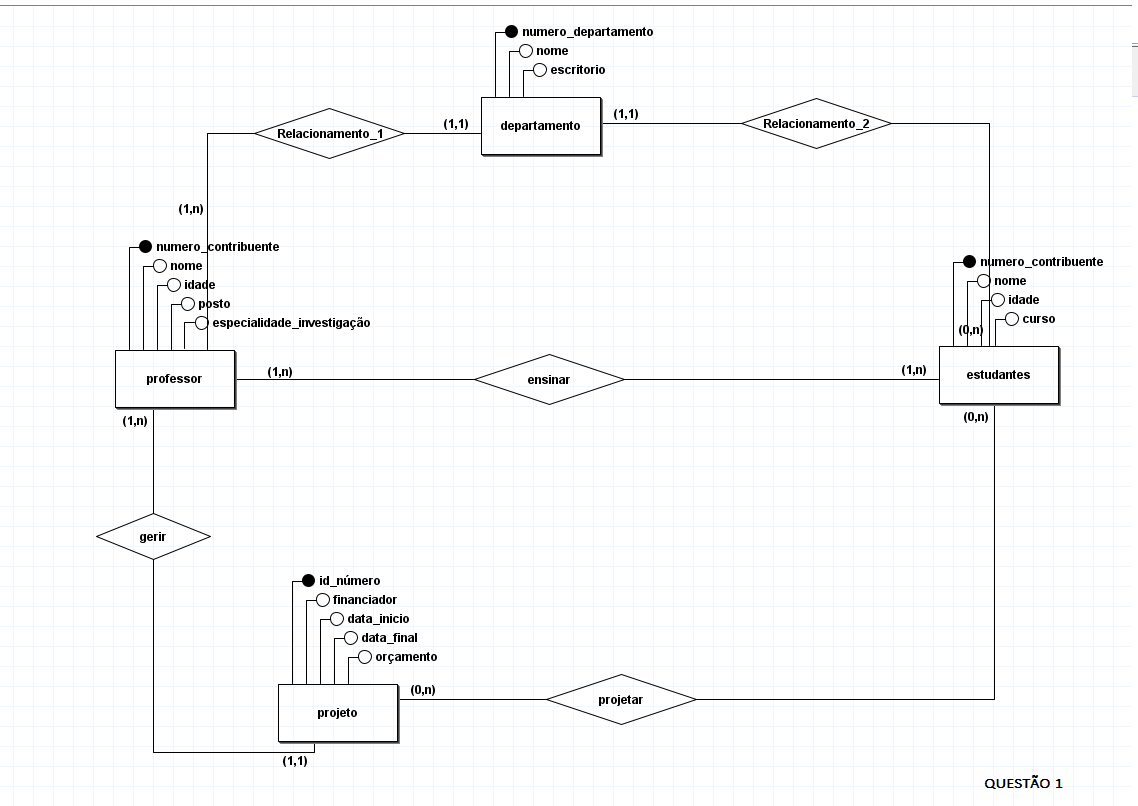 numero_departamento
nome
escritorio
departamento
(1,1)
(1,1)
Relacionamento_1
Relacionamento_2
(1,n)
numero_contribuente
nome
idade
posto
especialidade_investigação
professor
numero_contribuente
nome
idade
curso
(0,n)
estudantes
(1,n)
ensinar
(1,n)
(1,n)
(0,n)
gerir
id_número
financiador
data_inicio
data_final
orçamento
projeto
(0,n)
projetar
(1,1)
QUESTÃO 1